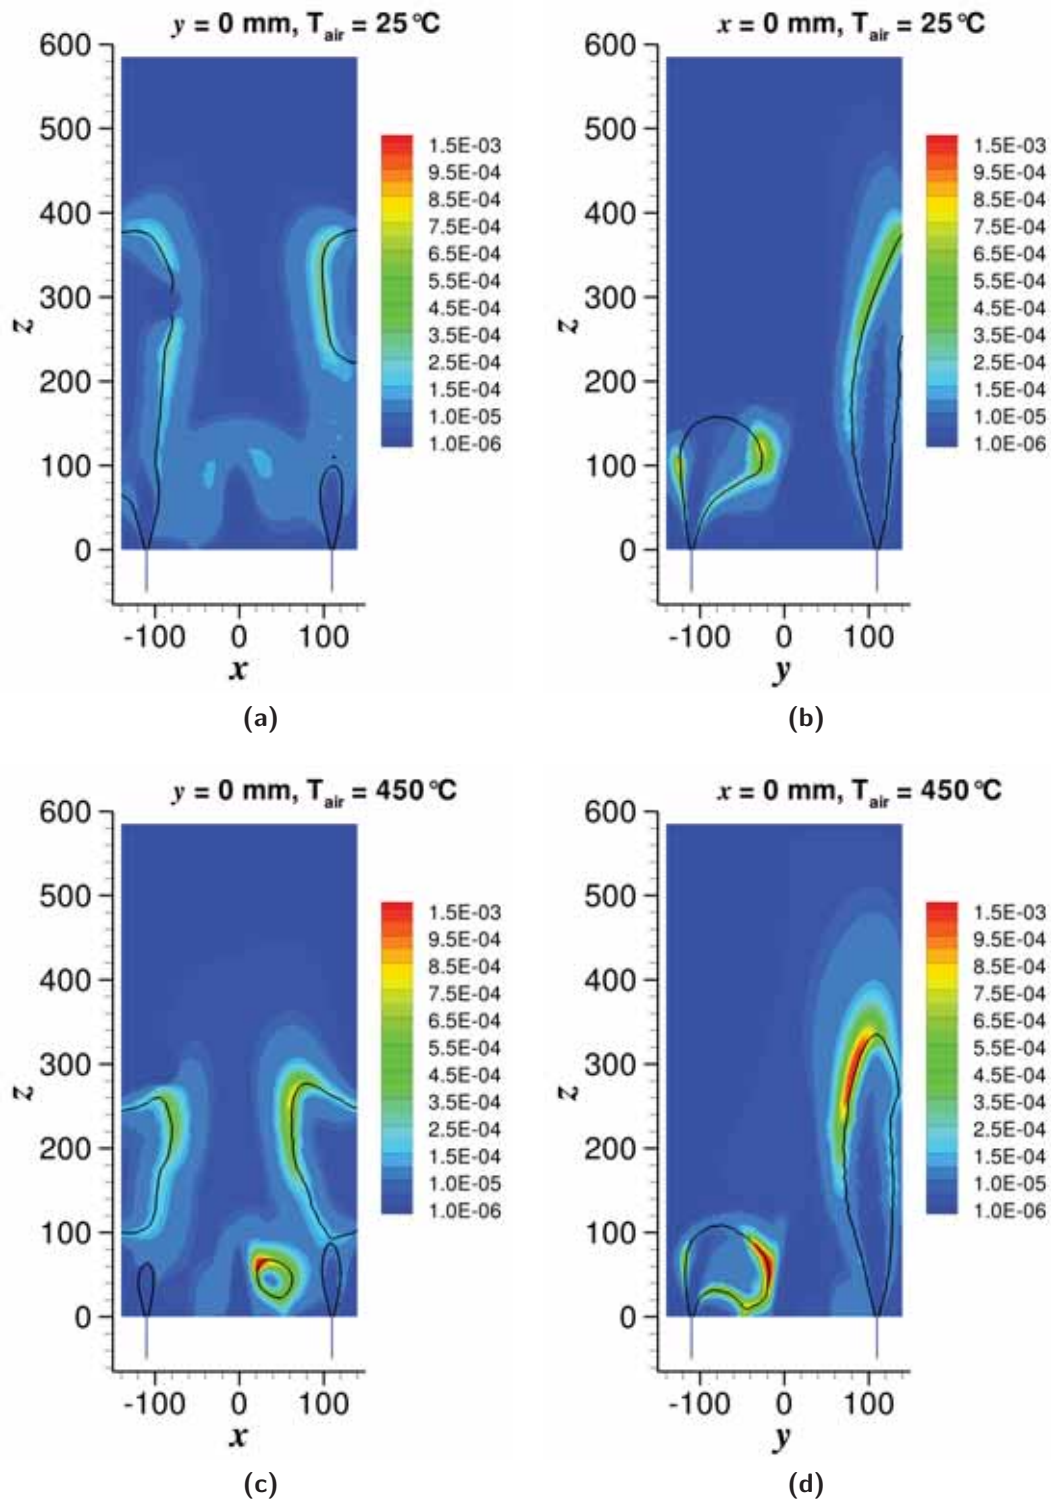 y = 0 mm, Tair = 25°C
600
500
400
300
200
100
0
z
-100 0 100
x
1.5E-03
9.5E-04
8.5E-04
7.5E-04
6.5E-04
5.5E-04
4.5E-04
3.5E-04
2.5E-04
1.5E-04
1.0E-05
1.0E-06
(a)
x = 0 mm, Tair = 25°C
600
500
400
300
200
100
0
z
-100 0 100
y
1.5E-03
9.5E-04
8.5E-04
7.5E-04
6.5E-04
5.5E-04
4.5E-04
3.5E-04
2.5E-04
1.5E-04
1.0E-05
1.0E-06
(b)
y = 0 mm, Tair = 450°C
600
500
400
300
200
100
0
z
-100 0 100
x
1.5E-03
9.5E-04
8.5E-04
7.5E-04
6.5E-04
5.5E-04
4.5E-04
3.5E-04
2.5E-04
1.5E-04
1.0E-05
1.0E-06
(c)
x = 0 mm, Tair = 450°C
600
500
400
300
200
100
0
z
-100 0 100
y
1.5E-03
9.5E-04
8.5E-04
7.5E-04
6.5E-04
5.5E-04
4.5E-04
3.5E-04
2.5E-04
1.5E-04
1.0E-05
1.0E-06
(d)